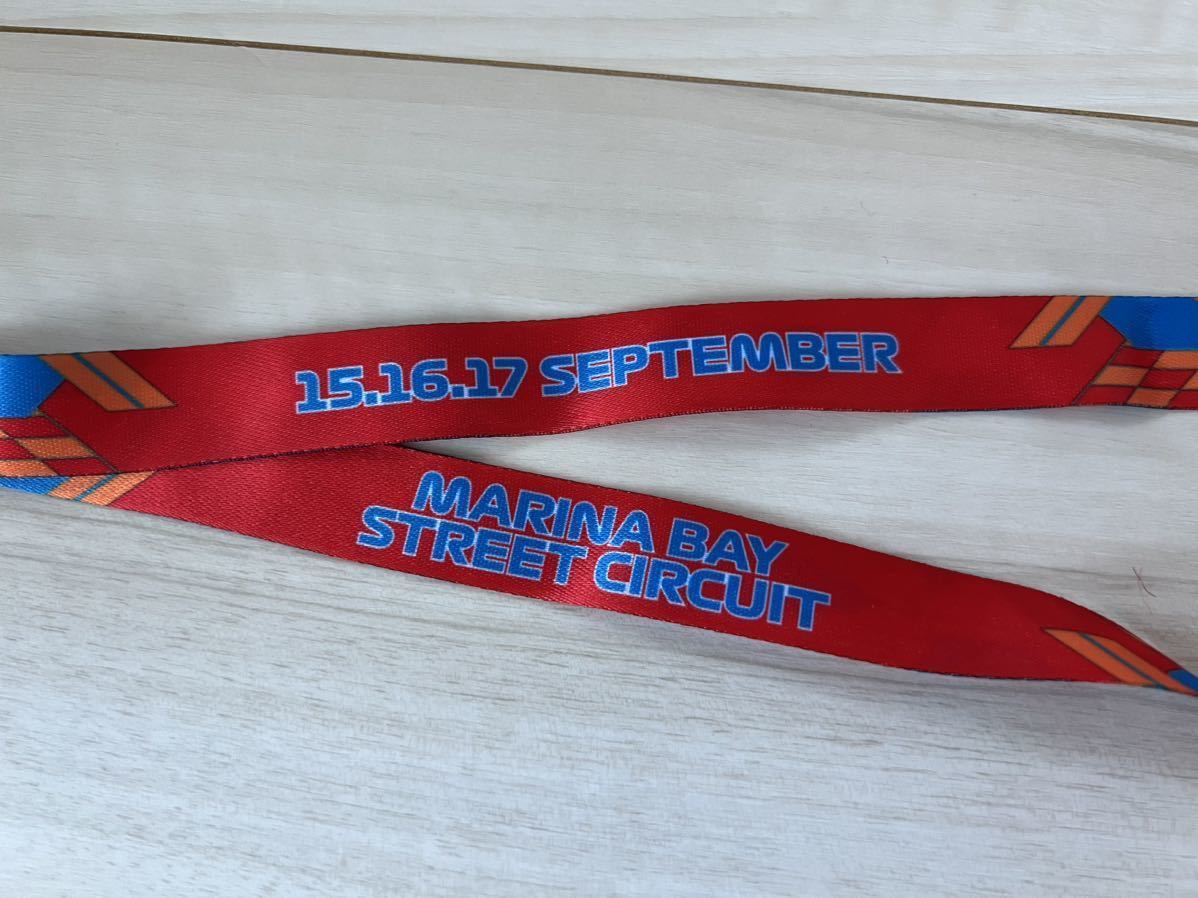 15.16.17 SEPTEMBER
MARINA BAY
STREET CIRCUIT